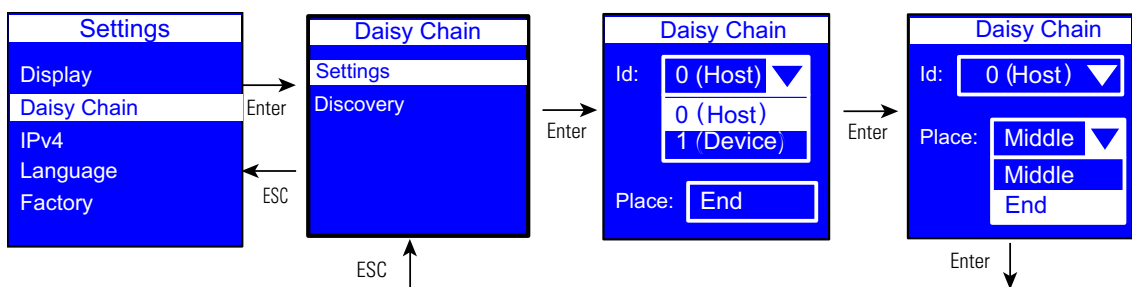 Settings
Display
Daisy Chain
IPv4
Language
Factory
Enter
ESC
Daisy Chain
Settings
Discovery
ESC
Enter
Daisy Chain
Id: 0 (Host)
0 (Host)
1 (Device)
Place: End
Enter
Daisy Chain
Id: 0 (Host)
Place: Middle
Middle
End
Enter